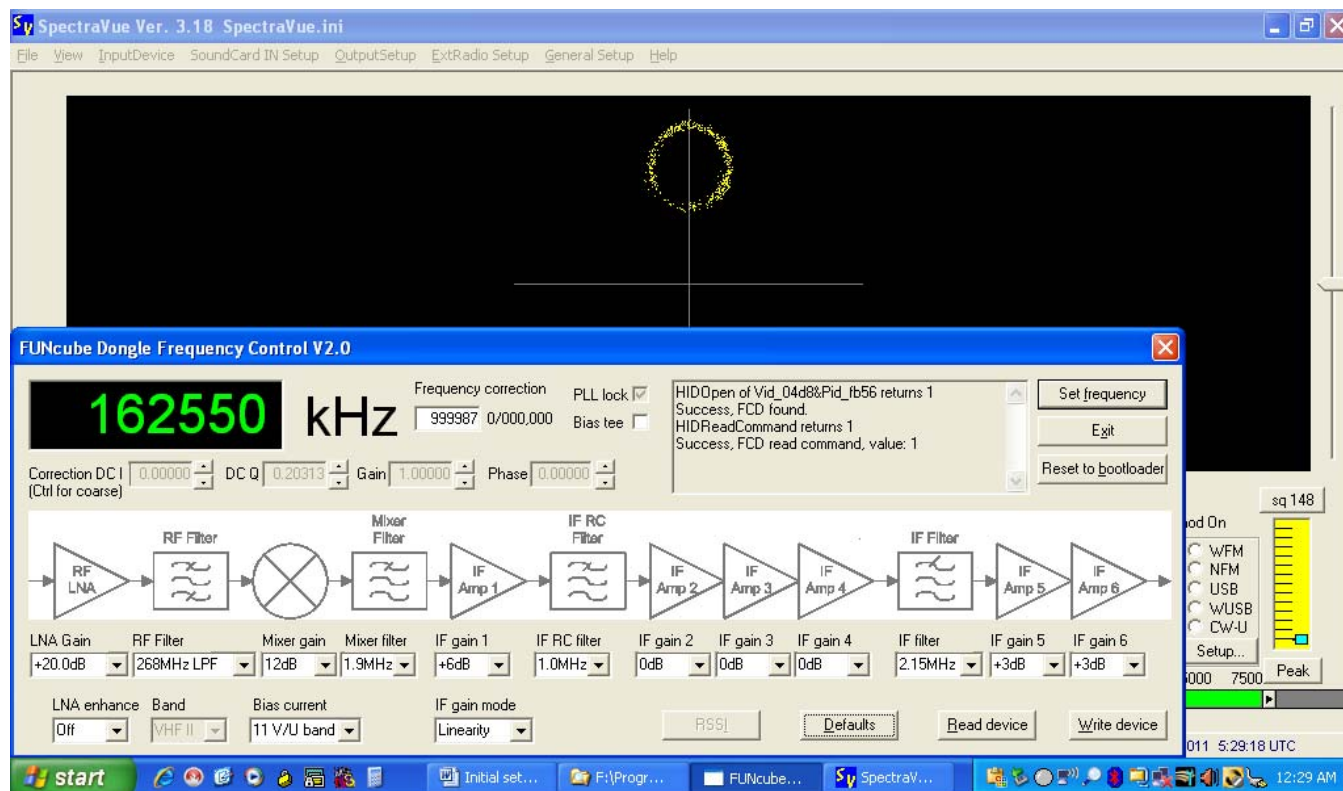 SpectraVue Ver. 3.18 SpectraVue.ini
File View InputDevice SoundCard IN Setup OutputSetup ExtRadio Setup General Setup Help
FUNcube Dongle Frequency Control V2.0
162550 kHz
Frequency correction
999987 0/000,000
PLL lock
Bias tee
HIDOpen of Vid_04d8&Pid_fb56 returns 1
Success, FCD found.
HIDReadCommand returns 1
Success, FCD read command, value: 1
Set frequency
Exit
Reset to bootloader
Correction DC I 0.00000 DC Q 0.20313 Gain 1.00000 Phase 0.00000
(Ctrl for coarse)
RF Filter
Mixer
Filter
IF RC
Filter
IF Filter
RF
LNA
IF
Amp 1
IF
Amp 2
IF
Amp 3
IF
Amp 4
IF
Amp 5
IF
Amp 6
LNA Gain RF Filter Mixer gain Mixer filter IF gain 1 IF RC filter IF gain 2 IF gain 3 IF gain 4 IF filter IF gain 5 IF gain 6
+20.0dB 268MHz LPF 12dB 1.9MHz +6dB 1.0MHz 0dB 0dB 0dB 2.15MHz +3dB +3dB
LNA enhance Band Bias current IF gain mode
Off VHF II 11 V/U band Linearity RSSI Defaults Read device Write device
sq 148
od On
WFM
NFM
USB
WUSB
CW-U
Setup...
Peak
000 7500
011 5:29:18 UTC
start Initial set... F:\Progr... FUNcube... SpectraV... 12:29 AM